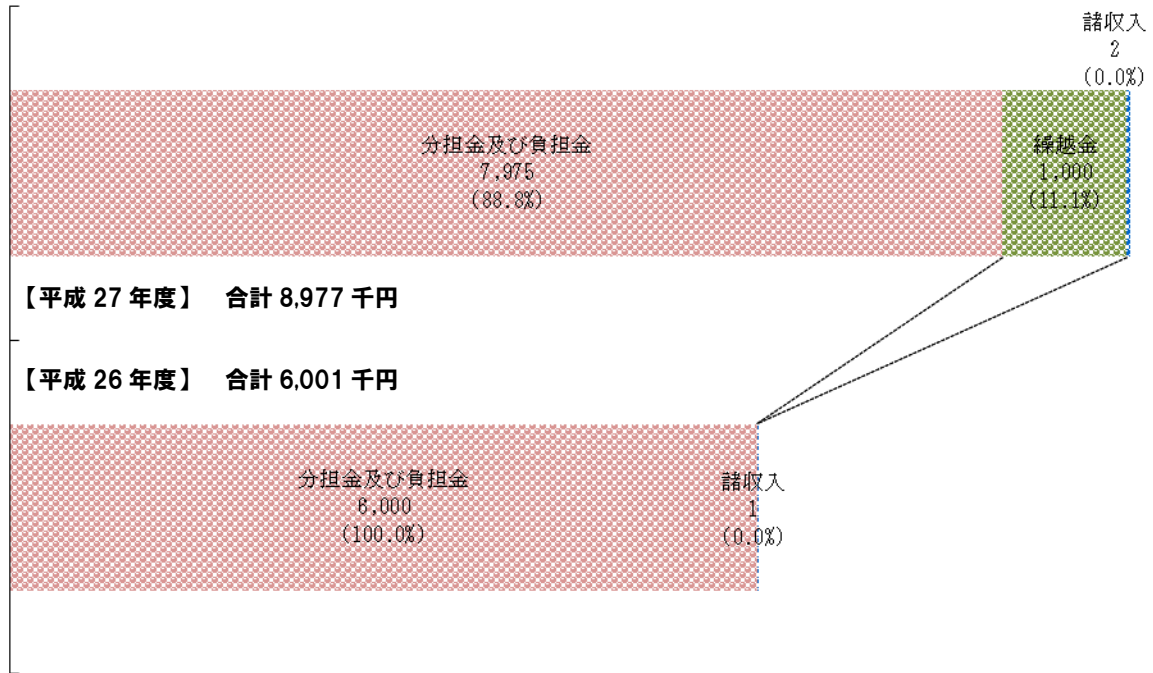 諸収入
2
(0.0%)
分担金及び負担金
7,975
(88.8%)
繰越金
1,000
(11.1%)
【平成 27 年度】　合計 8,977 千円
【平成 26 年度】　合計 6,001 千円
分担金及び負担金
6,000
(100.0%)
諸収入
1
(0.0%)